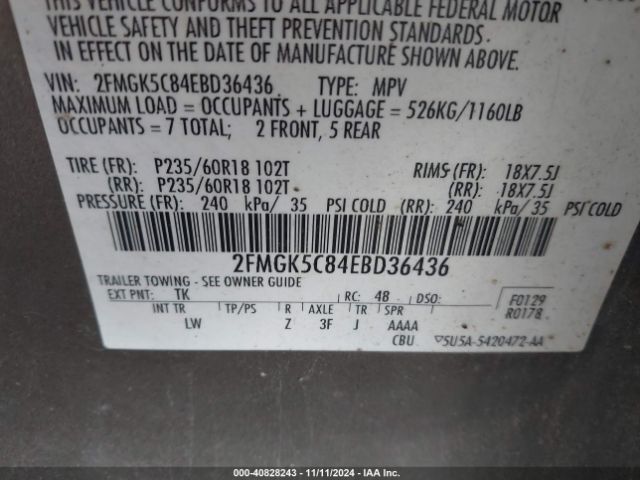 THIS VEHICLE CONFORMS TO ALL APPLICABLE FEDERAL MOTOR
VEHICLE SAFETY AND THEFT PREVENTION STANDARDS
IN EFFECT ON THE DATE OF MANUFACTURE SHOWN ABOVE.
VIN: 2FMGK5C84EBD36436 TYPE: MPV
MAXIMUM LOAD = OCCUPANTS + LUGGAGE = 526KG/1160LB
OCCUPANTS = 7 TOTAL; 2 FRONT, 5 REAR
TIRE (FR): P235/60R18 102T RIMS (FR): 18X7.5J
(RR): P235/60R18 102T (RR): 18X7.5J
PRESSURE (FR): 240 kPa/ 35 PSI COLD (RR): 240 kPa/ 35 PSI COLD
2FMGK5C84EBD36436
TRAILER TOWING - SEE OWNER GUIDE
EXT PNT: TK RC: 48 DSO: F0129
INT TR TP/PS R AXLE TR SPR R0178
LW Z 3F J AAAA
CBU 5U5A-5420472-AA
000-40828243 - 11/11/2024 - IAA Inc.